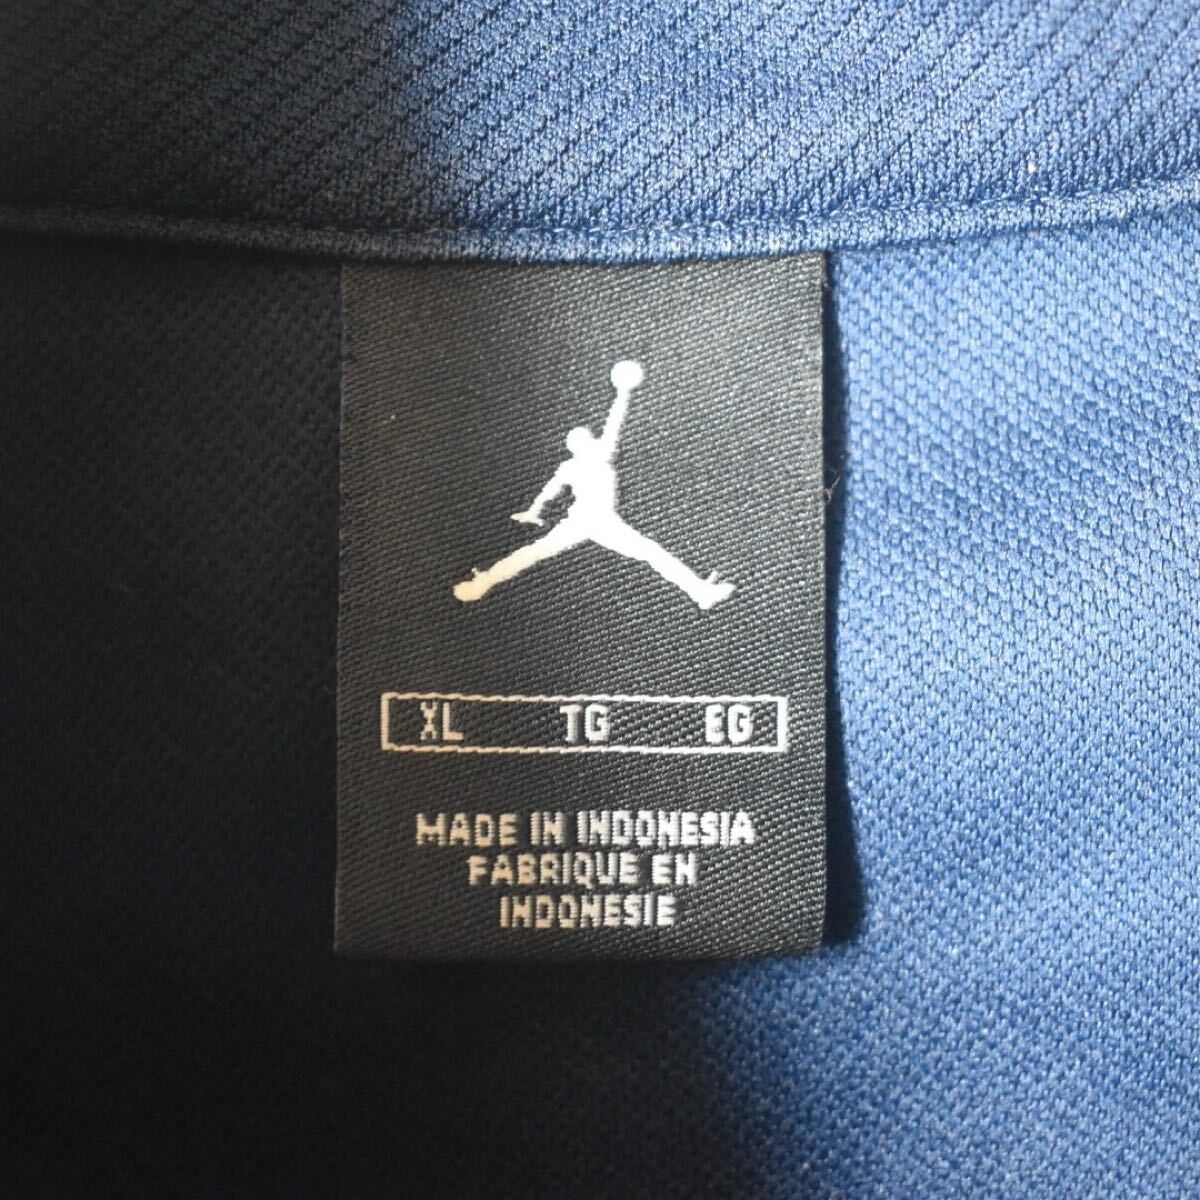 XL TG EG
MADE IN INDONESIA
FABRIQUE EN
INDONESIE